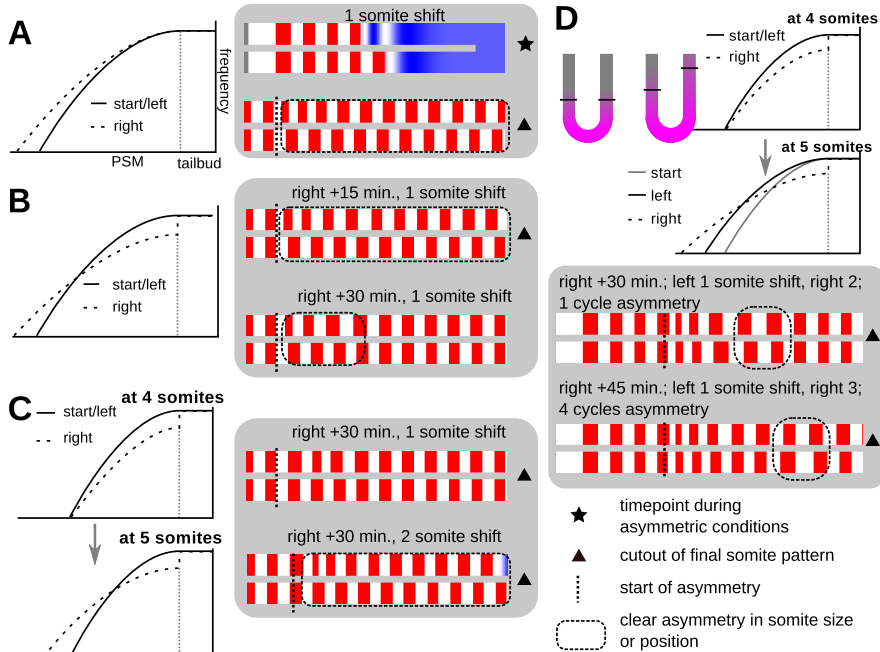 A
start/left
right
PSM
tailbud
frequency
1 somite shift
B
start/left
right
right +15 min., 1 somite shift
right +30 min., 1 somite shift
C
at 4 somites
start/left
right
at 5 somites
right +30 min., 1 somite shift
right +30 min., 2 somite shift
D
at 4 somites
start/left
right
at 5 somites
start
left
right
right +30 min.; left 1 somite shift, right 2;
1 cycle asymmetry
right +45 min.; left 1 somite shift, right 3;
4 cycles asymmetry
timepoint during
asymmetric conditions
cutout of final somite pattern
start of asymmetry
clear asymmetry in somite size
or position